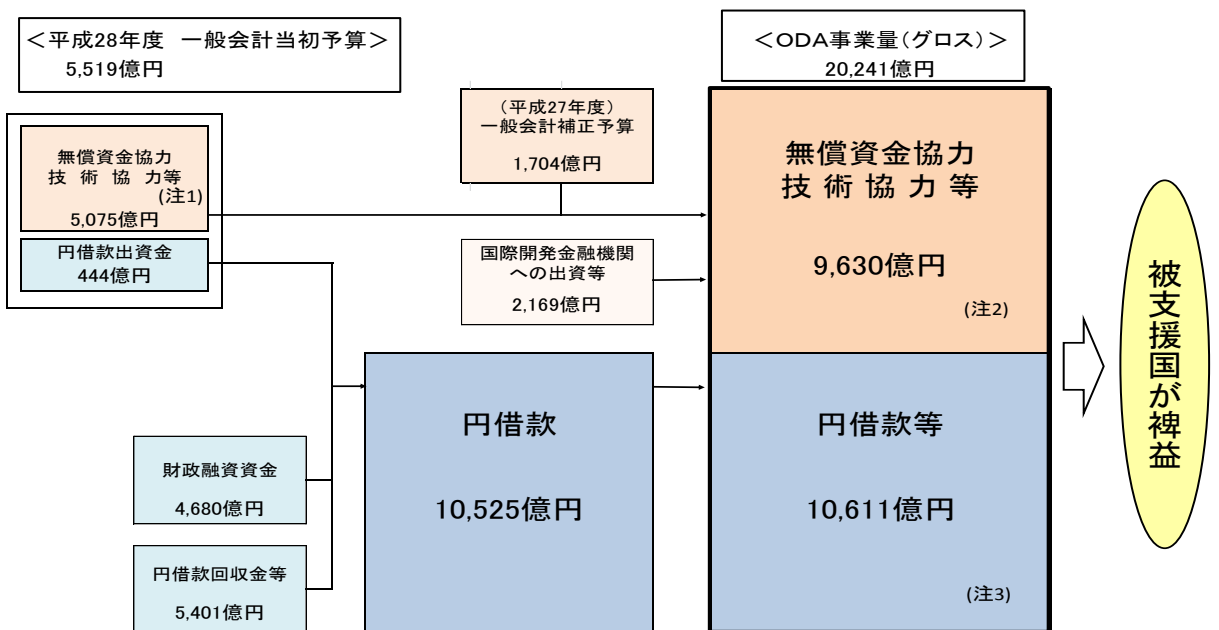 ＜平成28年度　一般会計当初予算＞
5,519億円
＜ODA事業量(グロス)＞
20,241億円
無償資金協力
技 術 協 力等
(注1)
5,075億円
円借款出資金
444億円
（平成27年度）
一般会計補正予算
1,704億円
国際開発金融機関
への出資等
2,169億円
無償資金協力
技 術 協 力 等
9,630億円
(注2)
財政融資資金
4,680億円
円借款回収金等
5,401億円
円借款
10,525億円
円借款等
10,611億円
(注3)
被支援国が裨益